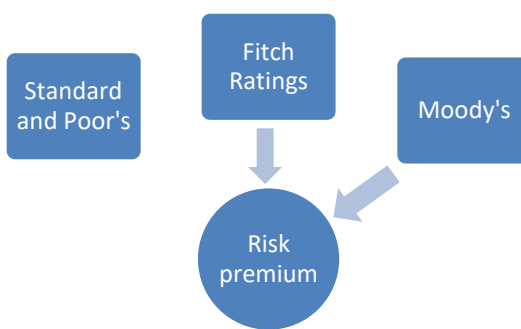 Standard
and Poor's
Fitch
Ratings
Moody's
Risk
premium